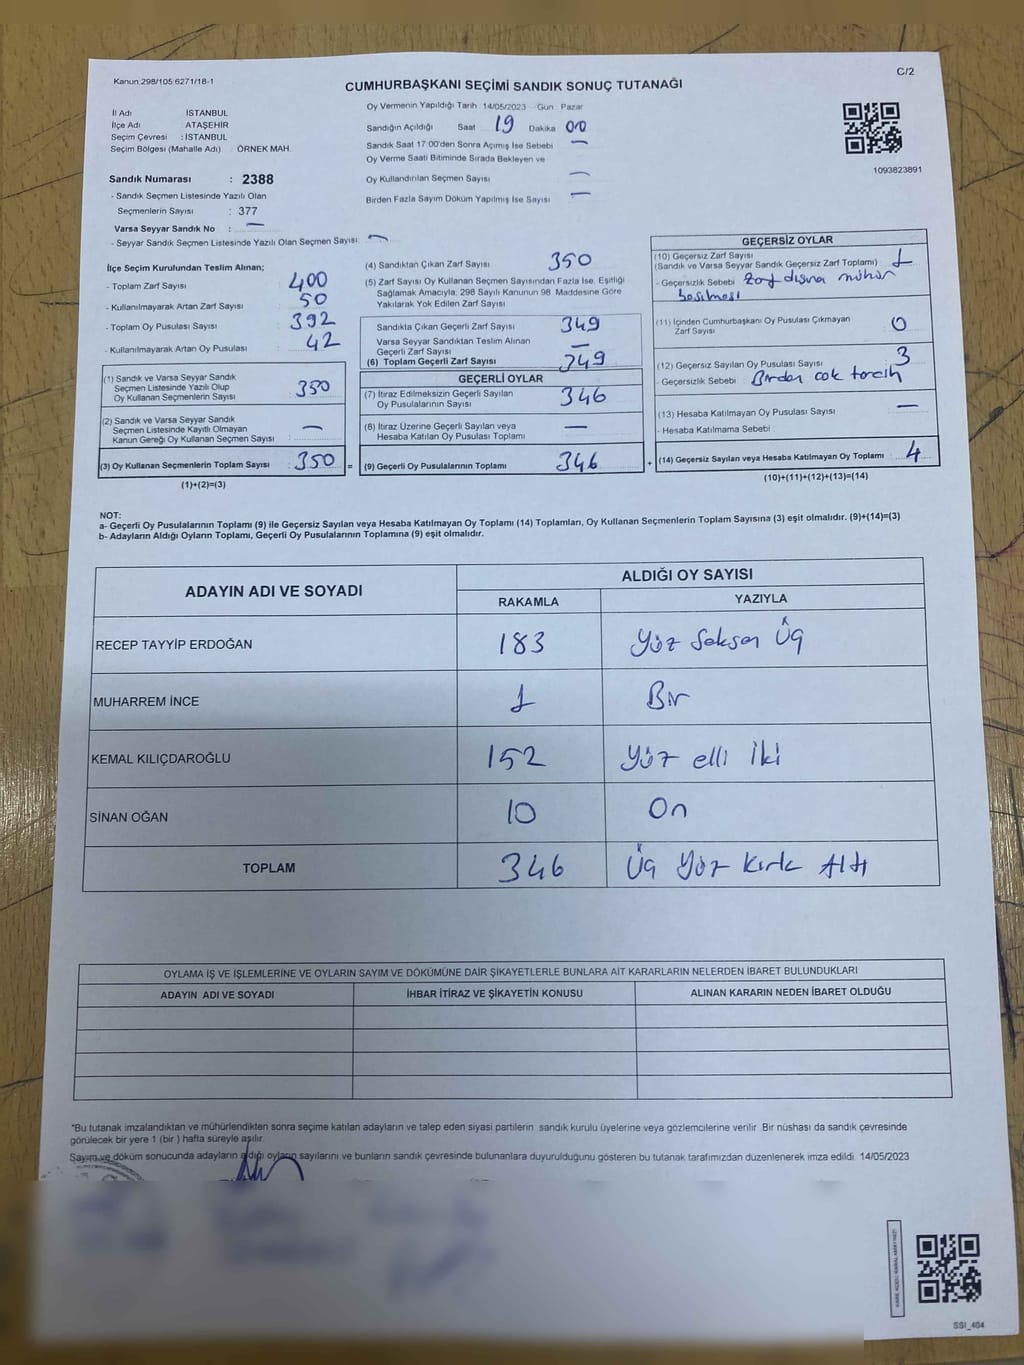 Kanun:298/105 6271/18-1
C/2
CUMHURBAŞKANI SEÇİMİ SANDIK SONUÇ TUTANAĞI
İl Adı İSTANBUL
İlçe Adı ATAŞEHİR
Seçim Çevresi : İSTANBUL
Seçim Bölgesi (Mahalle Adı) : ÖRNEK MAH.
Sandık Numarası : 2388
- Sandık Seçmen Listesinde Yazılı Olan
Seçmenlerin Sayısı : 377
Varsa Seyyar Sandık No : —
- Seyyar Sandık Seçmen Listesinde Yazılı Olan Seçmen Sayısı: —
Oy Vermenin Yapıldığı Tarih : 14/05/2023 Gün : Pazar
Sandığın Açıldığı Saat 19 Dakika 00
Sandık Saat 17:00'den Sonra Açımış İse Sebebi —
Oy Verme Saati Bitiminde Sırada Bekleyen ve
Oy Kullandırılan Seçmen Sayısı —
Birden Fazla Sayım Döküm Yapılmış İse Sayısı —
1093823891
İlçe Seçim Kurulundan Teslim Alınan;
- Toplam Zarf Sayısı : 400
- Kullanılmayarak Artan Zarf Sayısı : 50
- Toplam Oy Pusulası Sayısı : 392
- Kullanılmayarak Artan Oy Pusulası : 42
(1) Sandık ve Varsa Seyyar Sandık
Seçmen Listesinde Yazılı Olup
Oy Kullanan Seçmenlerin Sayısı : 350
(2) Sandık ve Varsa Seyyar Sandık
Seçmen Listesinde Kayıtlı Olmayan
Kanun Gereği Oy Kullanan Seçmen Sayısı : —
(3) Oy Kullanan Seçmenlerin Toplam Sayısı : 350 =
(1)+(2)=(3)
(4) Sandıktan Çıkan Zarf Sayısı 350
(5) Zarf Sayısı Oy Kullanan Seçmen Sayısından Fazla İse, Eşitliği
Sağlamak Amacıyla, 298 Sayılı Kanunun 98. Maddesine Göre
Yakılarak Yok Edilen Zarf Sayısı
Sandıkla Çıkan Geçerli Zarf Sayısı 349
Varsa Seyyar Sandıktan Teslim Alınan
Geçerli Zarf Sayısı —
(6) Toplam Geçerli Zarf Sayısı 349
GEÇERLİ OYLAR
(7) İtiraz Edilmeksizin Geçerli Sayılan
Oy Pusulalarının Sayısı 346
(8) İtiraz Üzerine Geçerli Sayılan veya
Hesaba Katılan Oy Pusulası Toplamı —
(9) Geçerli Oy Pusulalarının Toplamı 346 +
GEÇERSİZ OYLAR
(10) Geçersiz Zarf Sayısı
(Sandık ve Varsa Seyyar Sandık Geçersiz Zarf Toplamı) 1
- Geçersizlik Sebebi : Zarf dışına mühür
basılması
(11) İçinden Cumhurbaşkanı Oy Pusulası Çıkmayan
Zarf Sayısı 0
(12) Geçersiz Sayılan Oy Pusulası Sayısı 3
- Geçersizlik Sebebi : Birden çok tercih
(13) Hesaba Katılmayan Oy Pusulası Sayısı —
- Hesaba Katılmama Sebebi :
(14) Geçersiz Sayılan veya Hesaba Katılmayan Oy Toplamı 4
(10)+(11)+(12)+(13)=(14)
NOT:
a- Geçerli Oy Pusulalarının Toplamı (9) ile Geçersiz Sayılan veya Hesaba Katılmayan Oy Toplamı (14) Toplamları, Oy Kullanan Seçmenlerin Toplam Sayısına (3) eşit olmalıdır. (9)+(14)=(3)
b- Adayların Aldığı Oyların Toplamı, Geçerli Oy Pusulalarının Toplamına (9) eşit olmalıdır.
ADAYIN ADI VE SOYADI ALDIĞI OY SAYISI
RAKAMLA YAZIYLA
RECEP TAYYİP ERDOĞAN 183 Yüz Seksen Üç
MUHARREM İNCE 1 Bir
KEMAL KILIÇDAROĞLU 152 Yüz elli İki
SİNAN OĞAN 10 On
TOPLAM 346 Üç Yüz Kırk Altı
OYLAMA İŞ VE İŞLEMLERİNE VE OYLARIN SAYIM VE DÖKÜMÜNE DAİR ŞİKAYETLERLE BUNLARA AİT KARARLARIN NELERDEN İBARET BULUNDUKLARI
ADAYIN ADI VE SOYADI İHBAR İTİRAZ VE ŞİKAYETİN KONUSU ALINAN KARARIN NEDEN İBARET OLDUĞU
*Bu tutanak imzalandıktan ve mühürlendikten sonra seçime katılan adayların ve talep eden siyasi partilerin sandık kurulu üyelerine veya gözlemcilerine verilir. Bir nüshası da sandık çevresinde
görülecek bir yere 1 (bir) hafta süreyle asılır.
Sayım ve döküm sonucunda adayların aldığı oyların sayılarını ve bunların sandık çevresinde bulunanlara duyurulduğunu gösteren bu tutanak tarafımızdan düzenlenerek imza edildi. 14/05/2023
SSI_404